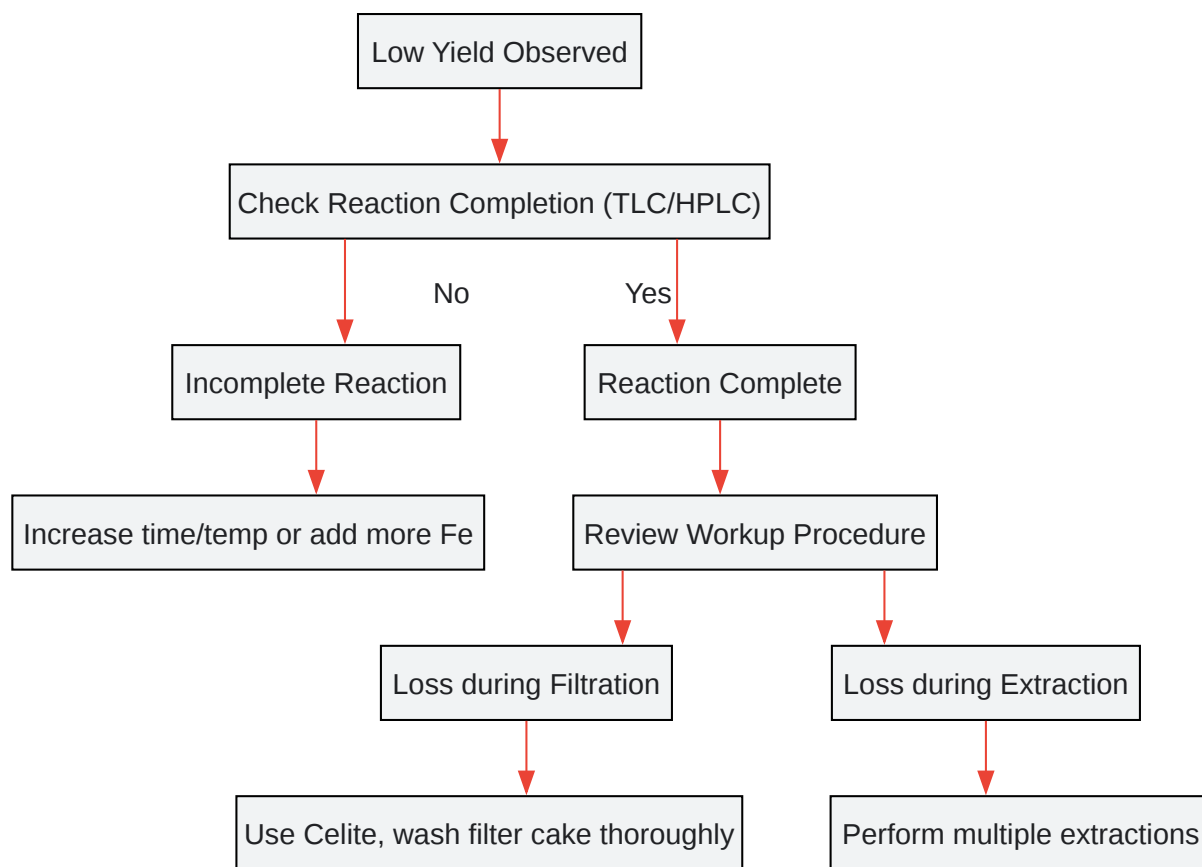 Low Yield Observed
Check Reaction Completion (TLC/HPLC)
No
Yes
Incomplete Reaction
Reaction Complete
Increase time/temp or add more Fe
Review Workup Procedure
Loss during Filtration
Loss during Extraction
Use Celite, wash filter cake thoroughly
Perform multiple extractions